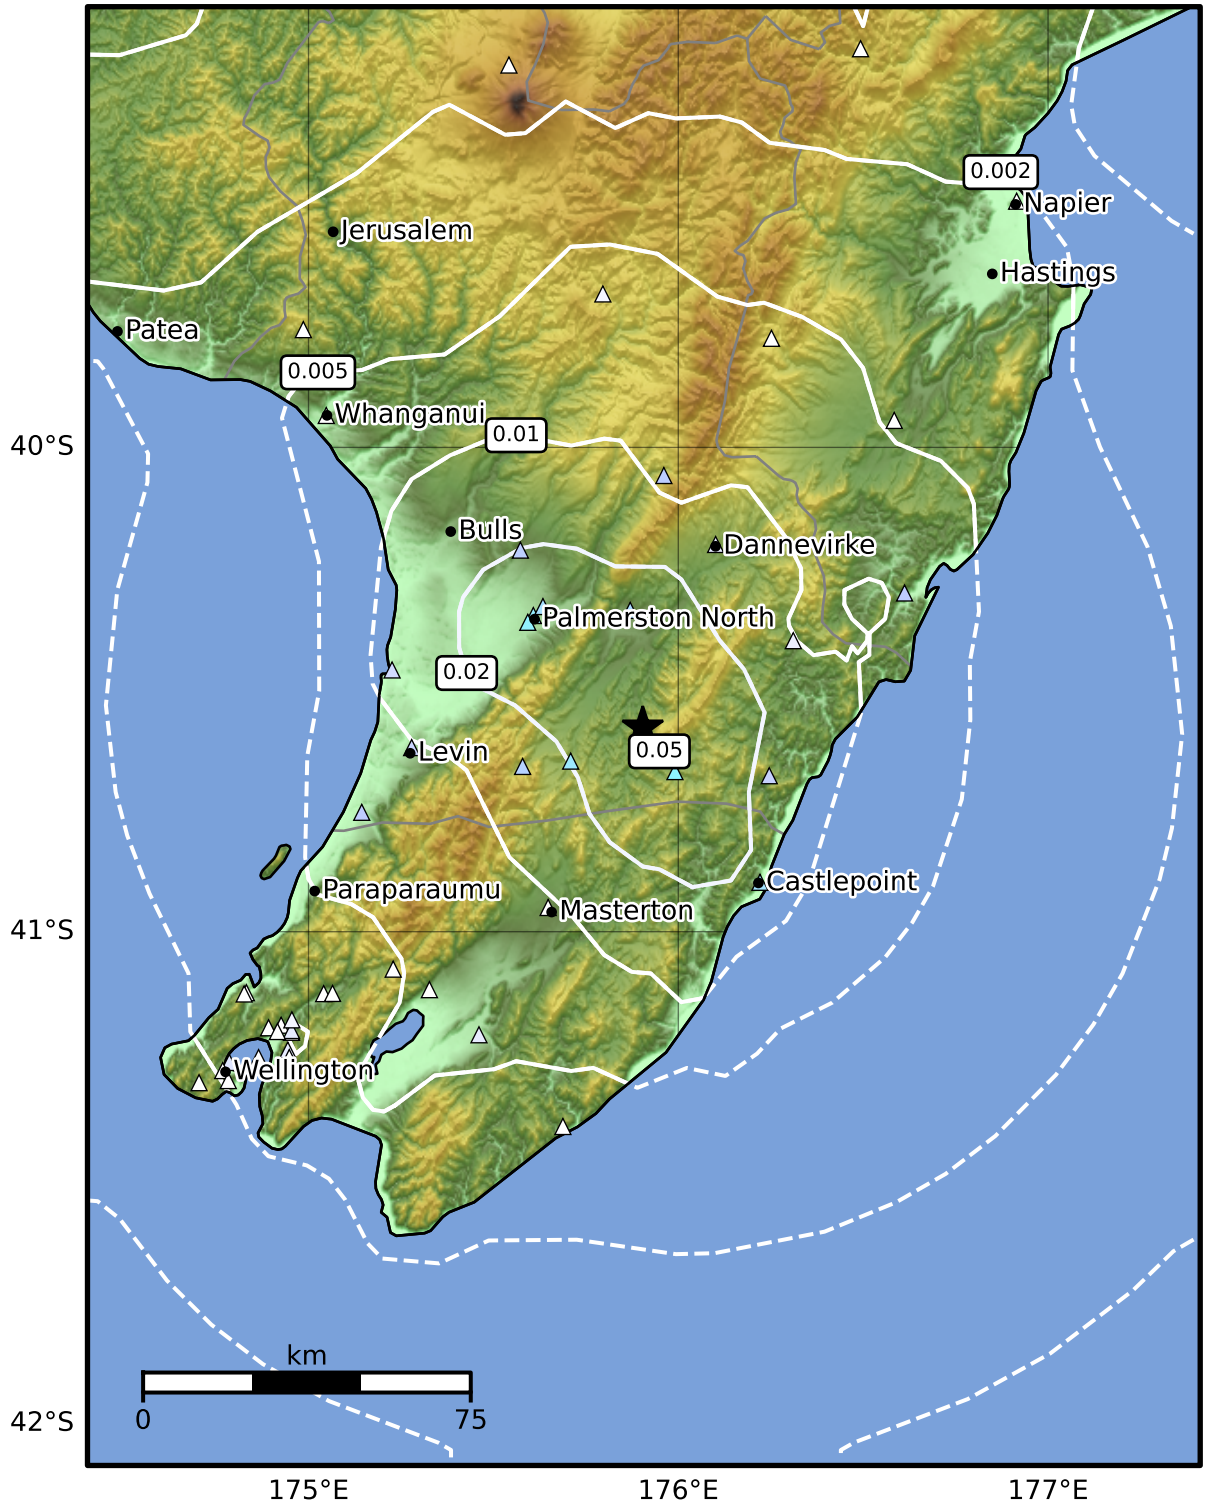 0.002
Napier
Jerusalem
Hastings
Patea
0.005
Whanganui
0.01
40°S
Bulls
Dannevirke
Palmerston North
0.02
0.05
Levin
Castlepoint
Paraparaumu
Masterton
41°S
Wellington
km
0 75
42°S
175°E 176°E 177°E